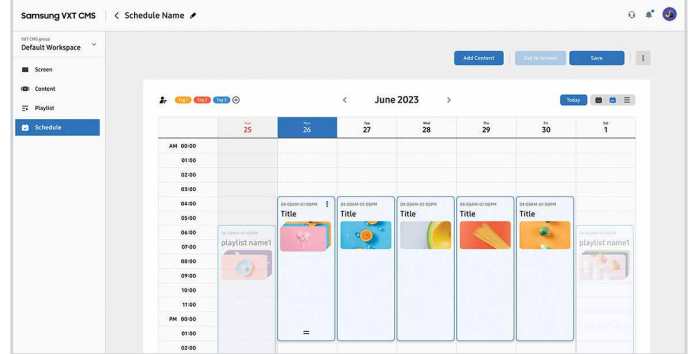 Samsung VXT CMS
Schedule Name
VXT CMS group
Default Workspace
Screen
Content
Playlist
Schedule
Add Content
Set to Screen
Save
Tag 1 Tag 2 Tag 3
June 2023
Today
Sun 25
Mon 26
Tue 27
Wed 28
Thu 29
Fri 30
Sat 1
AM 00:00
01:00
02:00
03:00
04:00
05:00
06:00
07:00
08:00
09:00
10:00
11:00
PM 00:00
01:00
02:00
playlist name1
04:00AM-01:00PM
Title
04:00AM-01:00PM
Title
04:00AM-01:00PM
Title
04:00AM-01:00PM
Title
04:00AM-01:00PM
Title
playlist name1